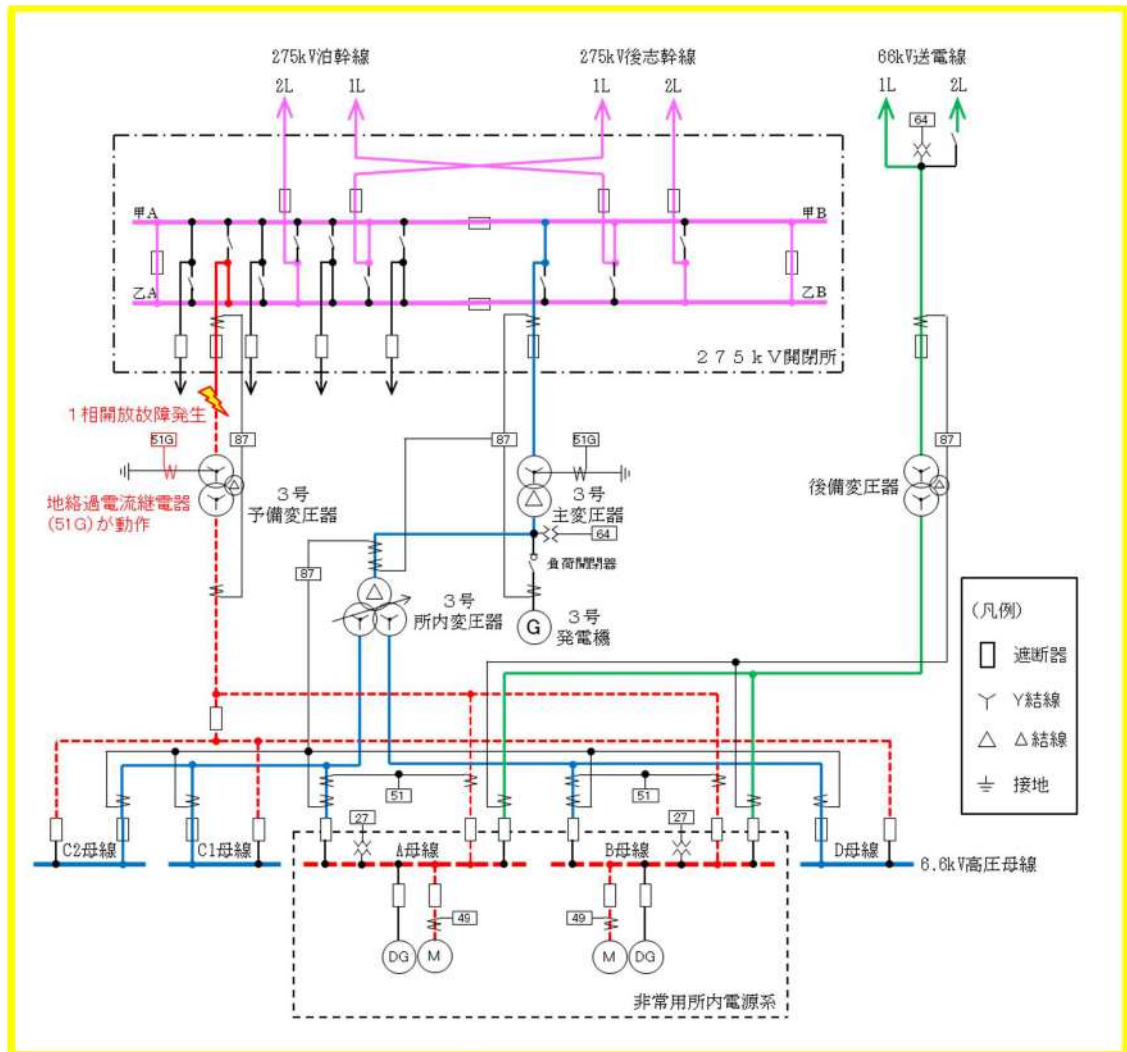 275kV泊幹線
275kV後志幹線
66kV送電線
2L
1L
1L
2L
1L
2L
64
甲A
甲B
乙A
乙B
275kV開閉所
1相開放故障発生
51G
87
87
51G
87
地絡過電流継電器
(51G)が動作
3号
予備変圧器
3号
主変圧器
後備変圧器
64
負荷開閉器
87
3号
所内変圧器
G
3号
発電機
(凡例)
遮断器
Y結線
△結線
接地
51
51
27
27
C2母線
C1母線
A母線
B母線
D母線
6.6kV高圧母線
49
49
DG
M
M
DG
非常用所内電源系